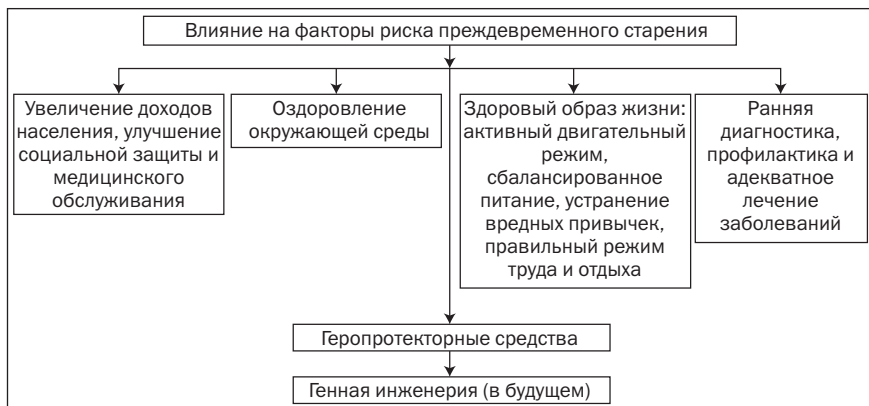 Влияние на факторы риска преждевременного старения
Увеличение доходов
населения, улучшение
социальной защиты и
медицинского
обслуживания
Оздоровление
окружающей среды
Здоровый образ жизни:
активный двигательный
режим,
сбалансированное
питание, устранение
вредных привычек,
правильный режим
труда и отдыха
Ранняя
диагностика,
профилактика и
адекватное
лечение
заболеваний
Геропротекторные средства
Генная инженерия (в будущем)